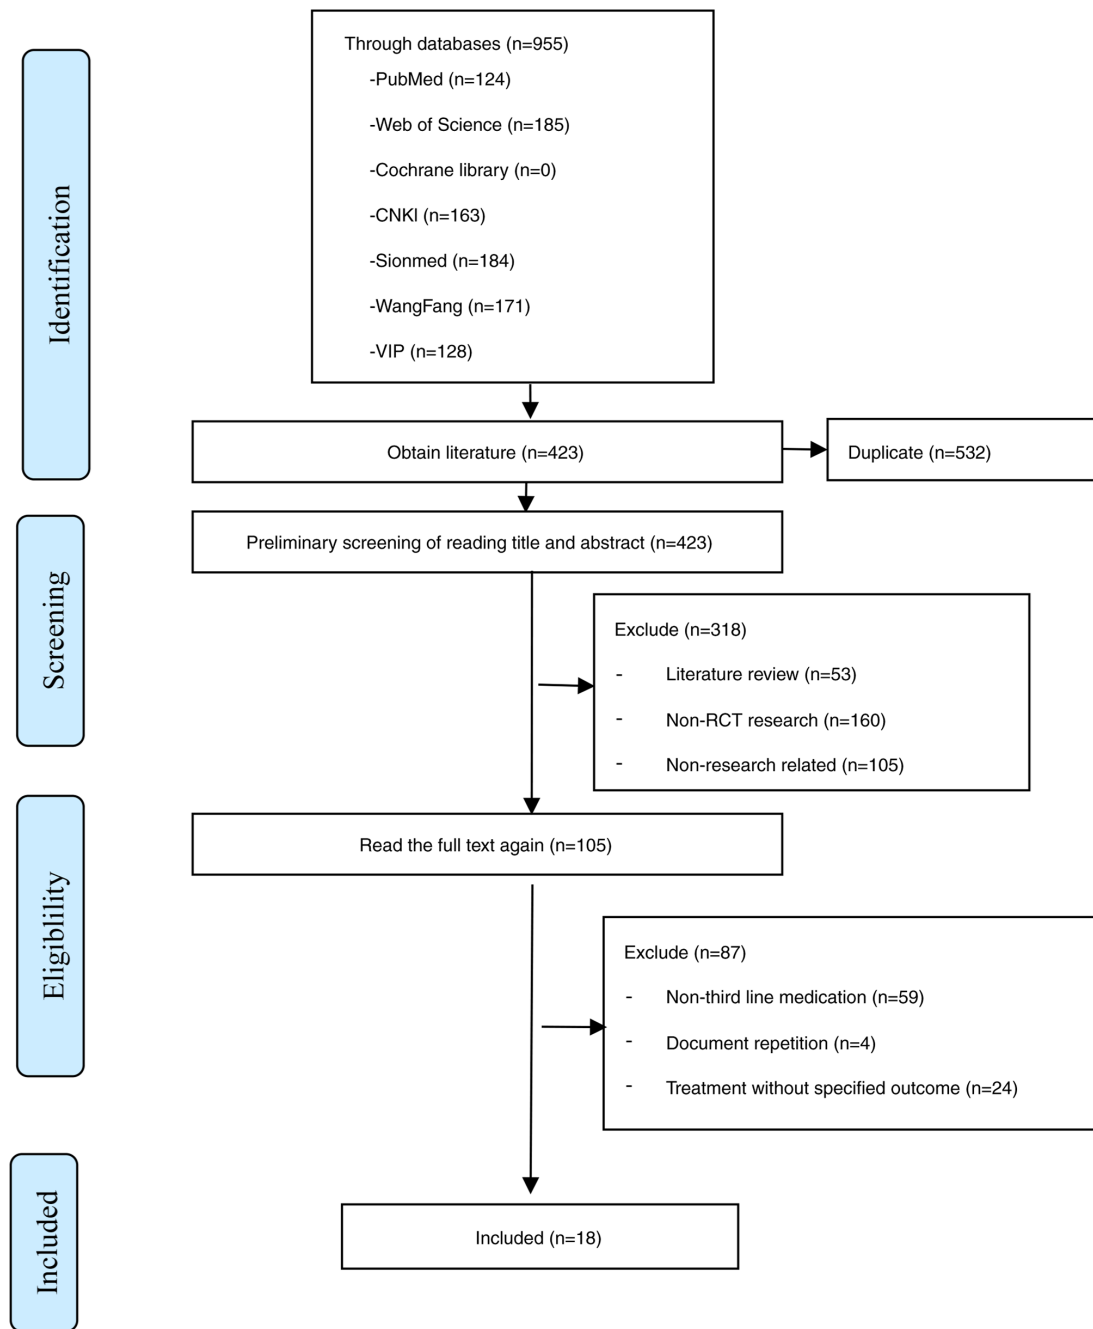 Identification
Through databases (n=955)
-PubMed (n=124)
-Web of Science (n=185)
-Cochrane library (n=0)
-CNKI (n=163)
-Sionmed (n=184)
-WangFang (n=171)
-VIP (n=128)
Obtain literature (n=423)
Duplicate (n=532)
Screening
Preliminary screening of reading title and abstract (n=423)
Exclude (n=318)
- Literature review (n=53)
- Non-RCT research (n=160)
- Non-research related (n=105)
Eligiblility
Read the full text again (n=105)
Exclude (n=87)
- Non-third line medication (n=59)
- Document repetition (n=4)
- Treatment without specified outcome (n=24)
Included
Included (n=18)